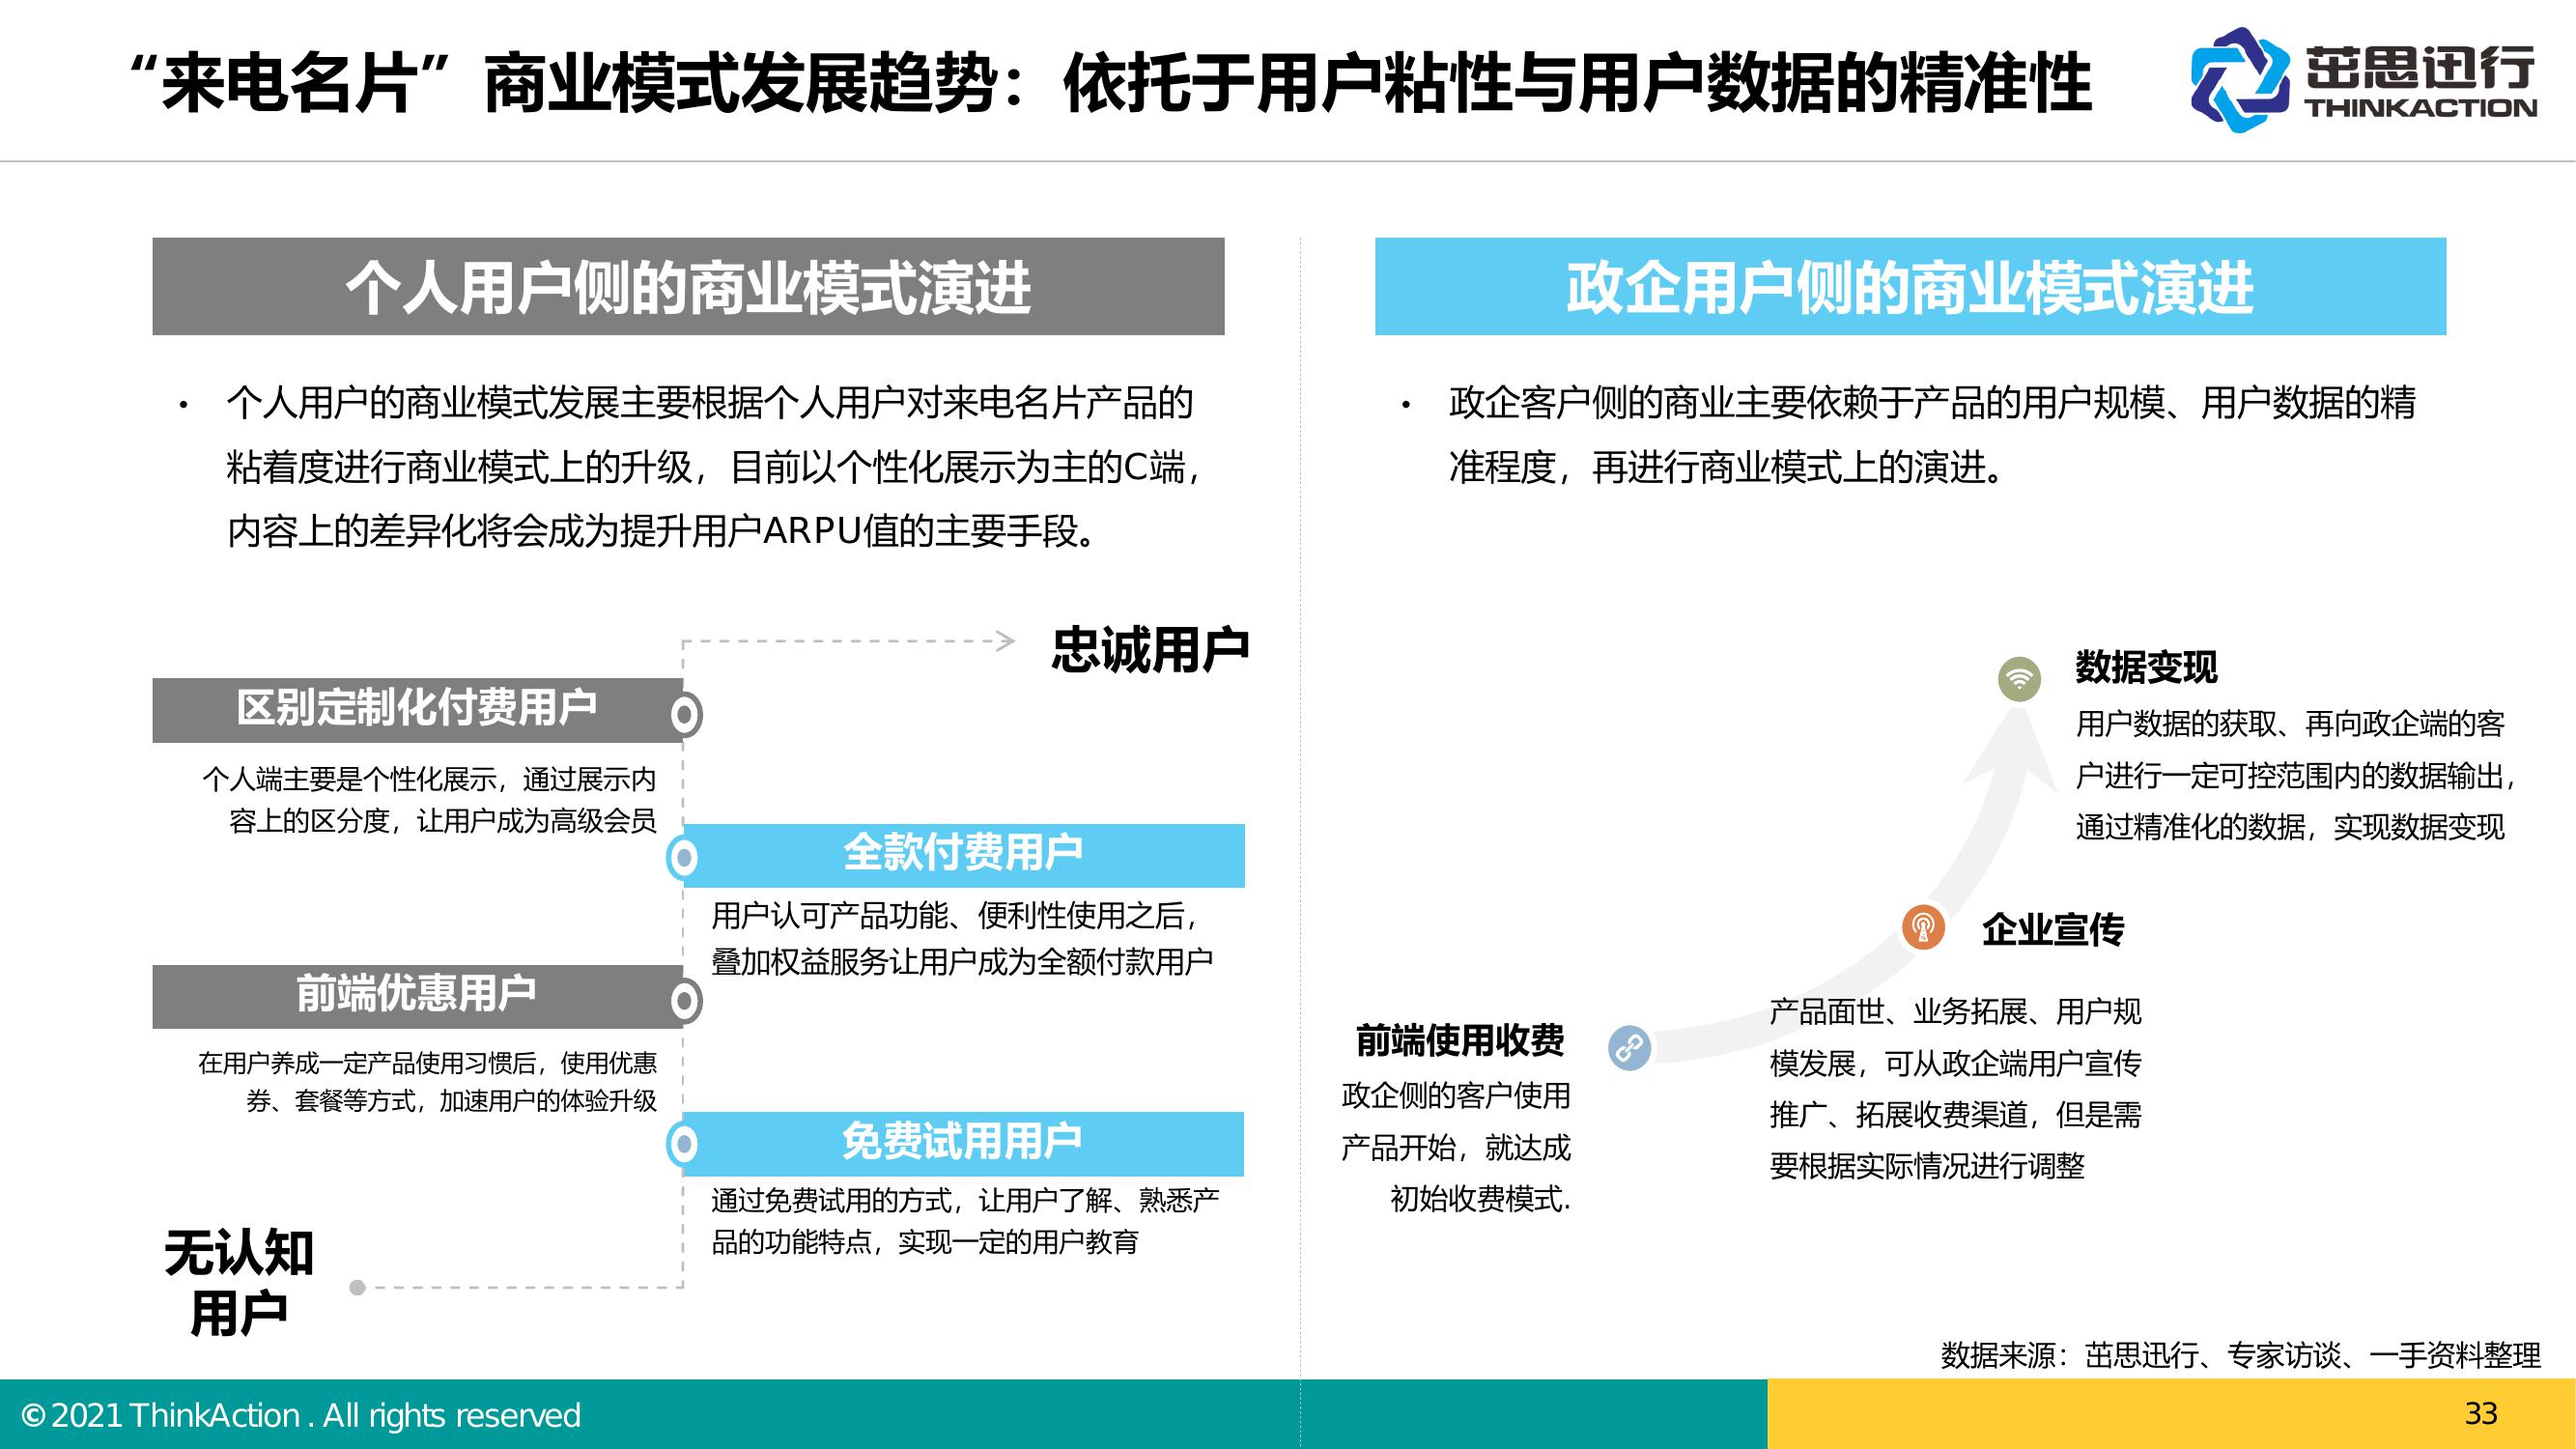 “来电名片”商业模式发展趋势：依托于用户粘性与用户数据的精准性
茁思迅行
THINKACTION
个人用户侧的商业模式演进
• 个人用户的商业模式发展主要根据个人用户对来电名片产品的
粘着度进行商业模式上的升级，目前以个性化展示为主的C端，
内容上的差异化将会成为提升用户ARPU值的主要手段。
忠诚用户
区别定制化付费用户
个人端主要是个性化展示，通过展示内
容上的区分度，让用户成为高级会员
全款付费用户
用户认可产品功能、便利性使用之后，
叠加权益服务让用户成为全额付款用户
前端优惠用户
在用户养成一定产品使用习惯后，使用优惠
券、套餐等方式，加速用户的体验升级
免费试用用户
通过免费试用的方式，让用户了解、熟悉产
品的功能特点，实现一定的用户教育
无认知
用户
政企用户侧的商业模式演进
• 政企客户侧的商业主要依赖于产品的用户规模、用户数据的精
准程度，再进行商业模式上的演进。
数据变现
用户数据的获取、再向政企端的客
户进行一定可控范围内的数据输出，
通过精准化的数据，实现数据变现
企业宣传
产品面世、业务拓展、用户规
模发展，可从政企端用户宣传
推广、拓展收费渠道，但是需
要根据实际情况进行调整
前端使用收费
政企侧的客户使用
产品开始，就达成
初始收费模式.
数据来源：茁思迅行、专家访谈、一手资料整理
© 2021 ThinkAction . All rights reserved
33